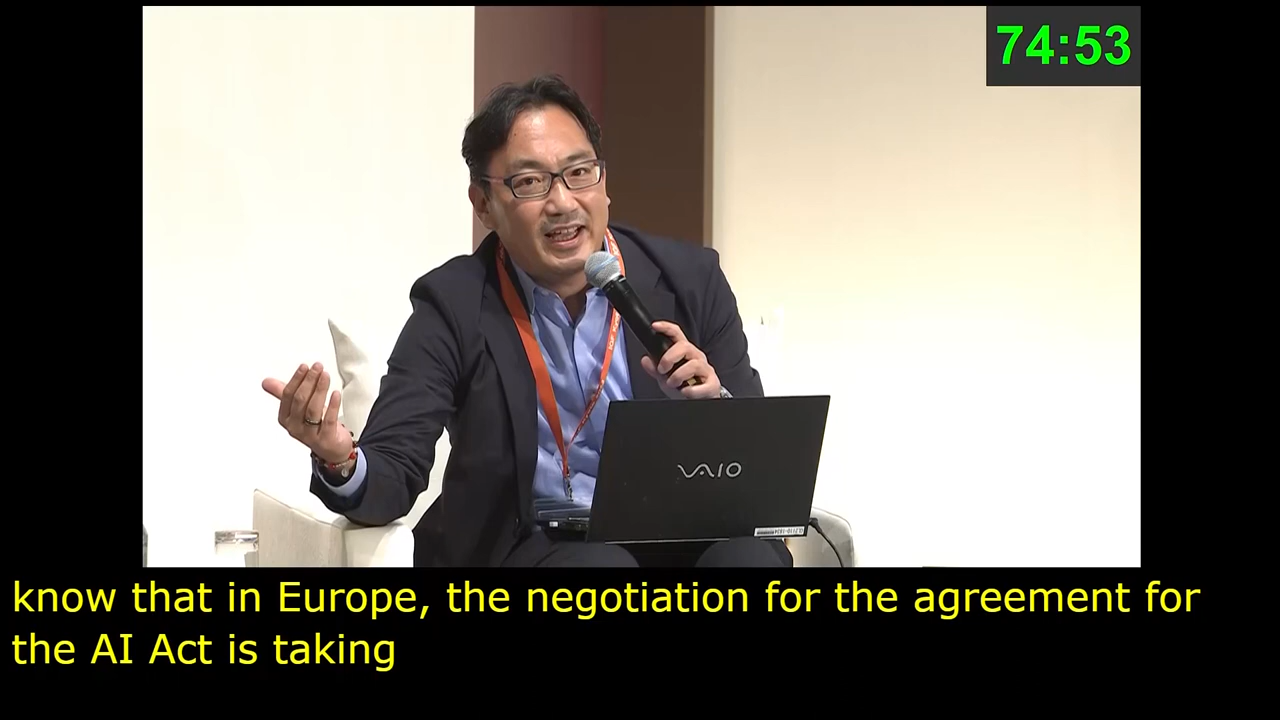 74:53
VAIO
know that in Europe, the negotiation for the agreement for
the AI Act is taking